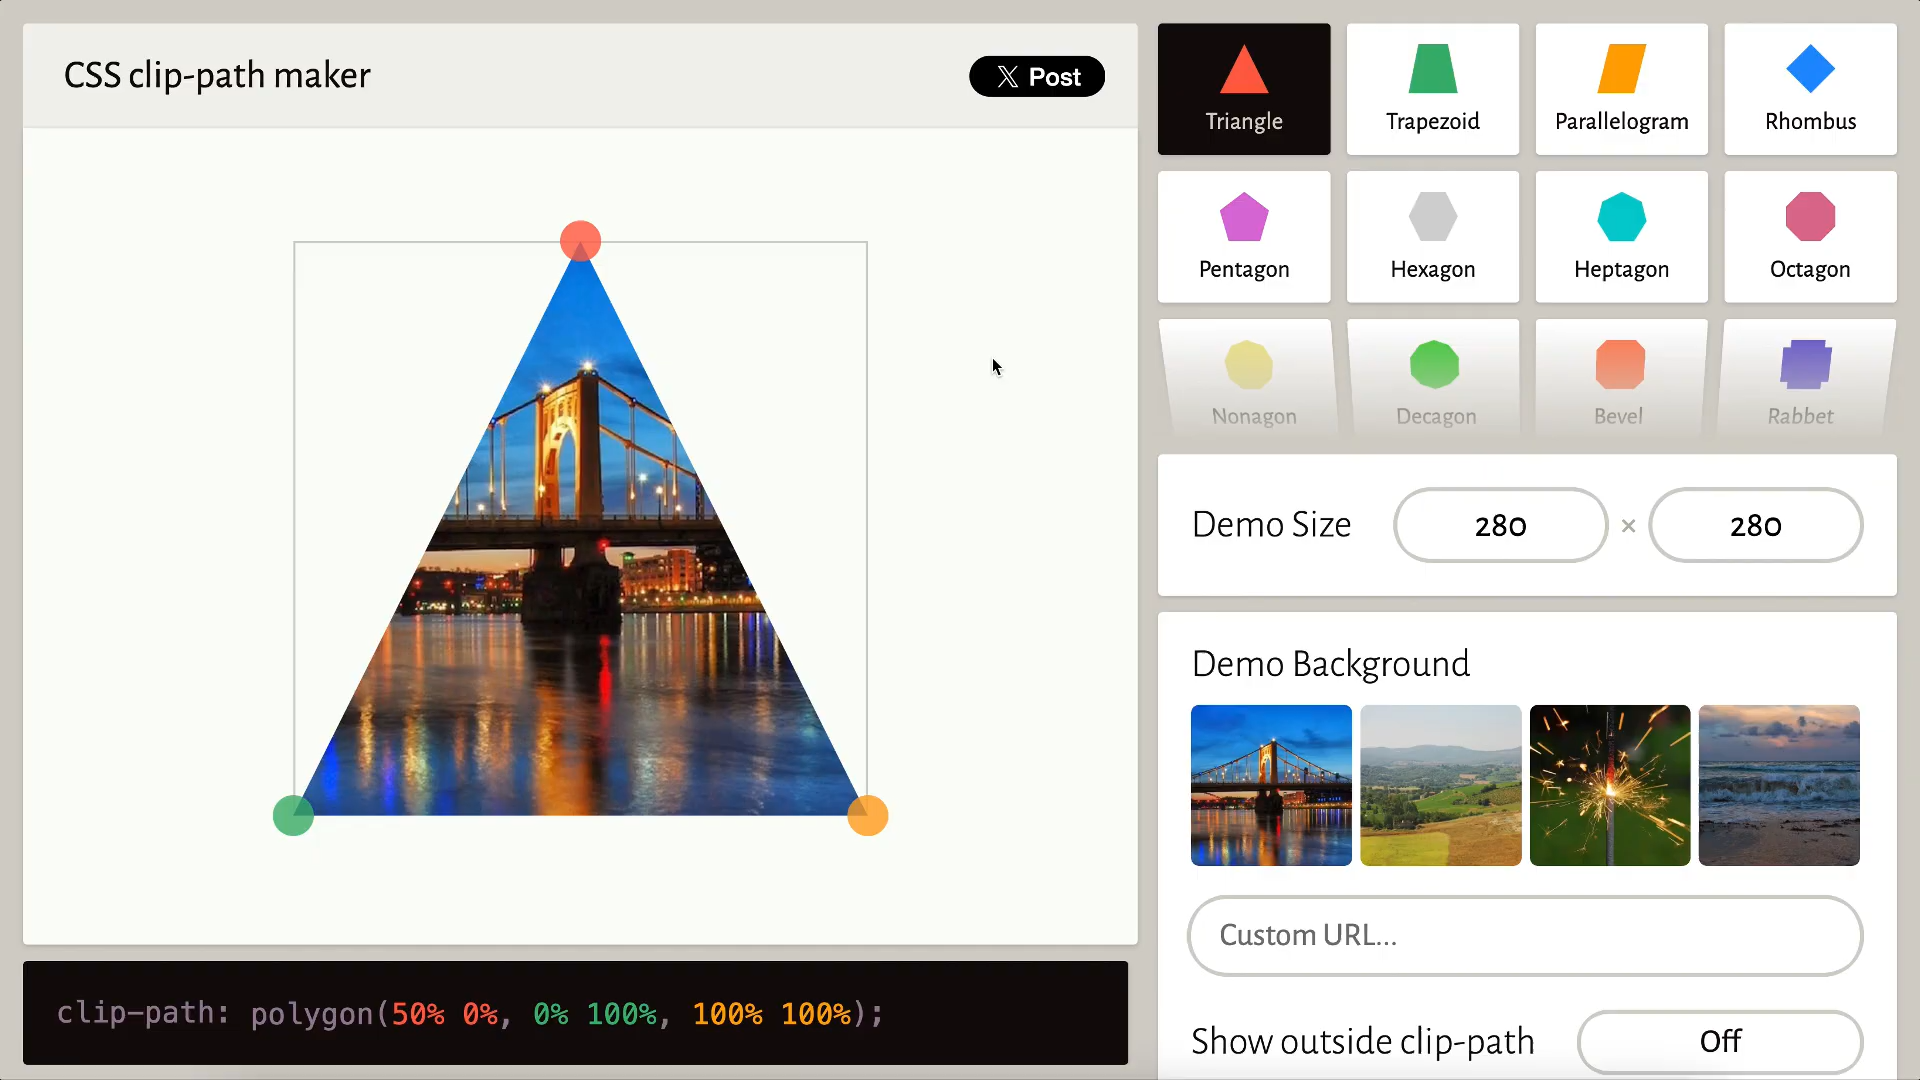 CSS clip-path maker
X Post
Triangle
Trapezoid
Parallelogram
Rhombus
Pentagon
Hexagon
Heptagon
Octagon
Nonagon
Decagon
Bevel
Rabbet
Demo Size
280 × 280
Demo Background
Custom URL...
Show outside clip-path
Off
clip-path: polygon(50% 0%, 0% 100%, 100% 100%);